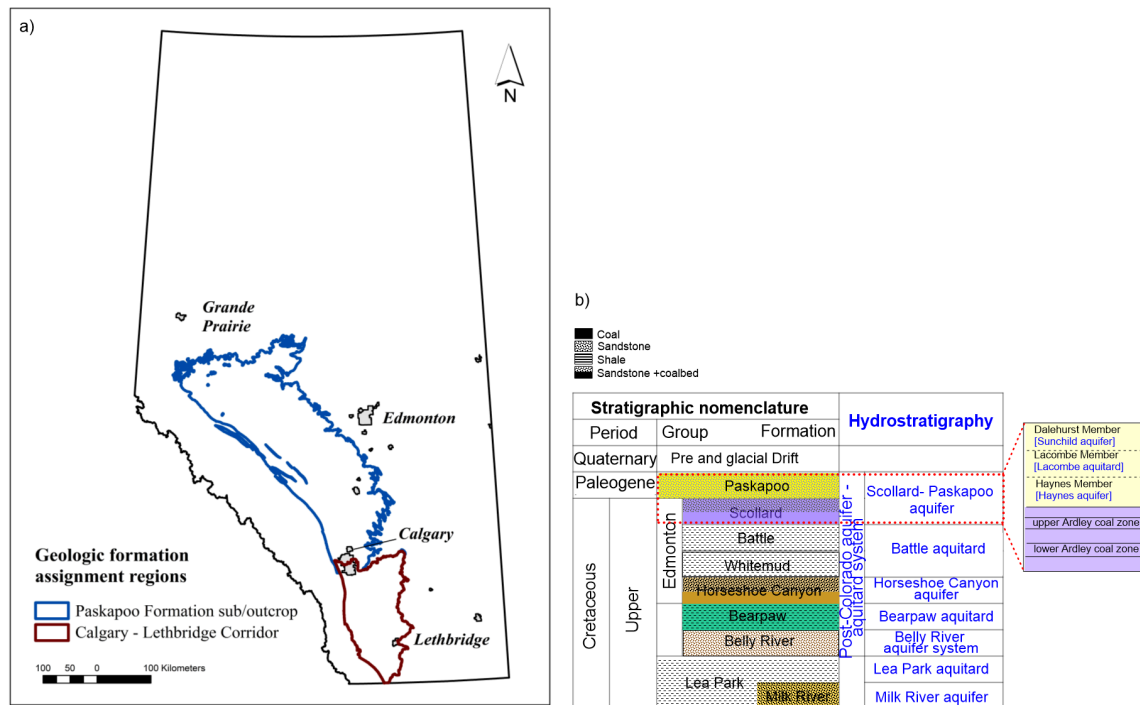 a)
N
Grande
Prairie
Edmonton
Calgary
Lethbridge
Geologic formation
assignment regions
Paskapoo Formation sub/outcrop
Calgary - Lethbridge Corridor
100 50 0 100 Kilometers
b)
Coal
Sandstone
Shale
Sandstone +coalbed
Stratigraphic nomenclature
Hydrostratigraphy
Period
Group
Formation
Quaternary
Pre and glacial Drift
Paleogene
Paskapoo
Scollard
Battle
Whitemud
Horseshoe Canyon
Bearpaw
Belly River
Lea Park
Milk River
Cretaceous
Upper
Edmonton
Post-Colorado aquifer -
aquitard system
Scollard- Paskapoo
aquifer
Battle aquitard
Horseshoe Canyon
aquifer
Bearpaw aquitard
Belly River
aquifer system
Lea Park aquitard
Milk River aquifer
Dalehurst Member
[Sunchild aquifer]
Lacombe Member
[Lacombe aquitard]
Haynes Member
[Haynes aquifer]
upper Ardley coal zone
lower Ardley coal zone